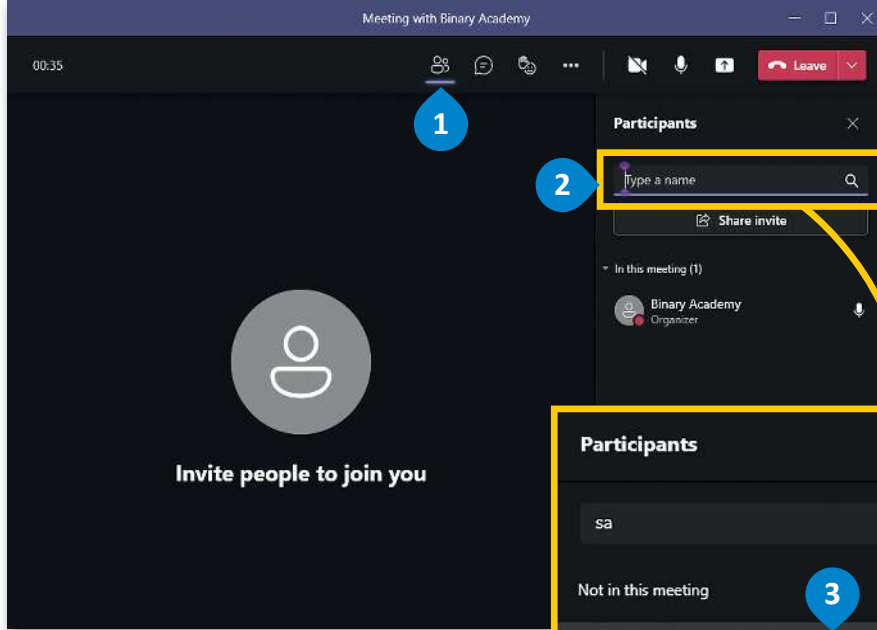 Meeting with Binary Academy
00:35
Leave
1
Participants
2
Type a name
Share invite
In this meeting (1)
Binary Academy
Organizer
Invite people to join you
Participants
sa
Not in this meeting
3